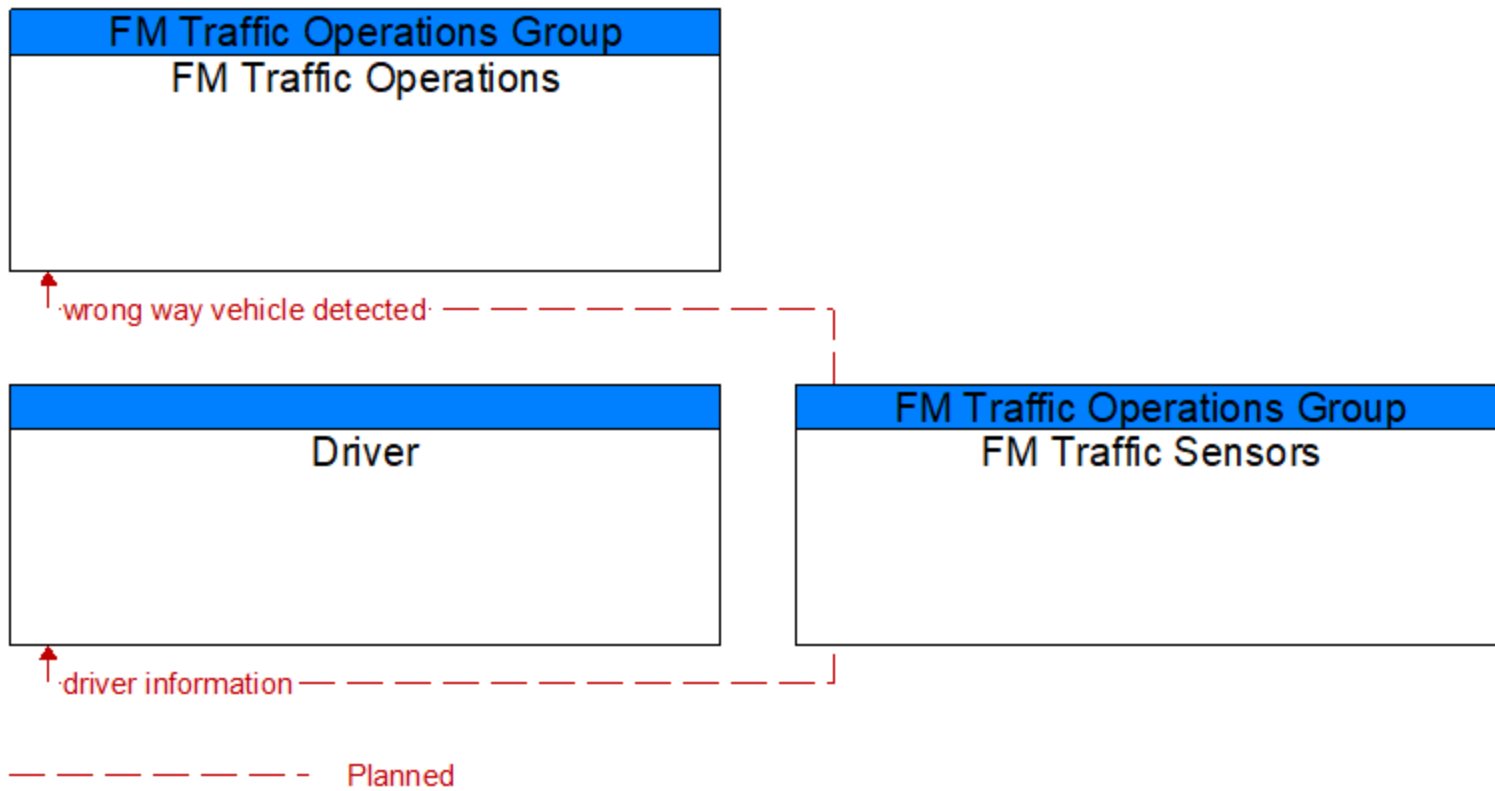 FM Traffic Operations Group
FM Traffic Operations
wrong way vehicle detected
Driver
FM Traffic Operations Group
FM Traffic Sensors
driver information
Planned